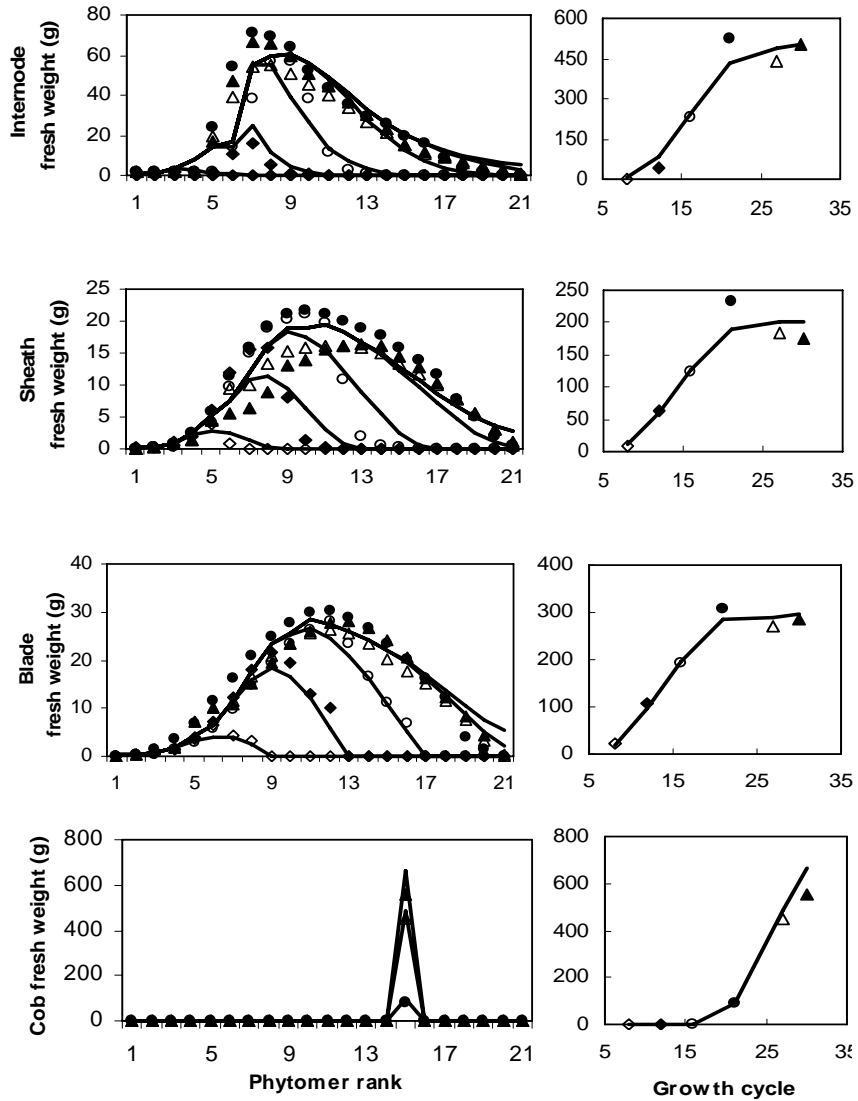 Internode
fresh weight (g)
80
60
40
20
0
1 5 9 13 17 21
600
450
300
150
0
5 15 25 35
Sheath
fresh weight (g)
25
20
15
10
5
0
1 5 9 13 17 21
250
200
150
100
50
0
5 15 25 35
Blade
fresh weight (g)
40
30
20
10
0
1 5 9 13 17 21
400
300
200
100
0
5 15 25 35
Cob fresh weight (g)
800
600
400
200
0
1 5 9 13 17 21
Phytomer rank
800
600
400
200
0
5 15 25 35
Growth cycle